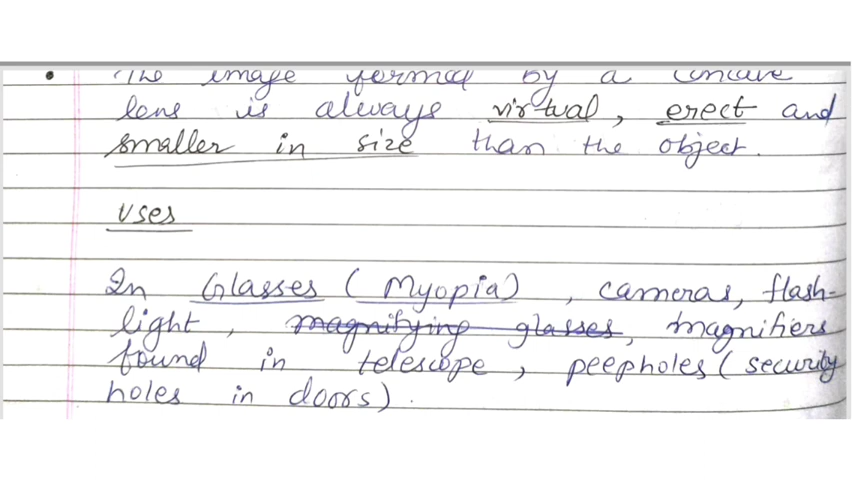 • The image formed by a concave
lens is always virtual, erect and
smaller in size than the object.
Uses
In Glasses (Myopia), cameras, flash-
light, magnifying glasses, magnifiers
found in telescope, peepholes (security
holes in doors).